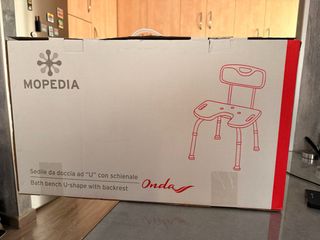 MOPEDIA
Sedile da doccia ad "U" con schienale
Bath bench U-shape with backrest
Onda